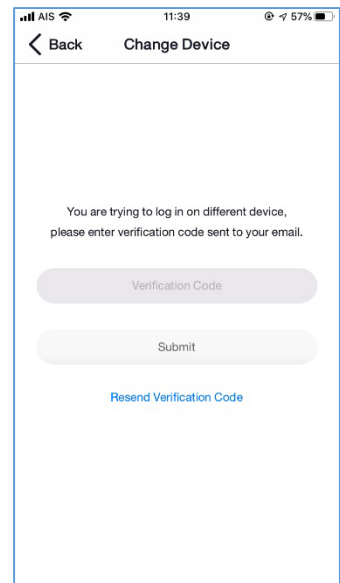 AIS 11:39 57%
Back Change Device
You are trying to log in on different device,
please enter verification code sent to your email.
Verification Code
Submit
Resend Verification Code